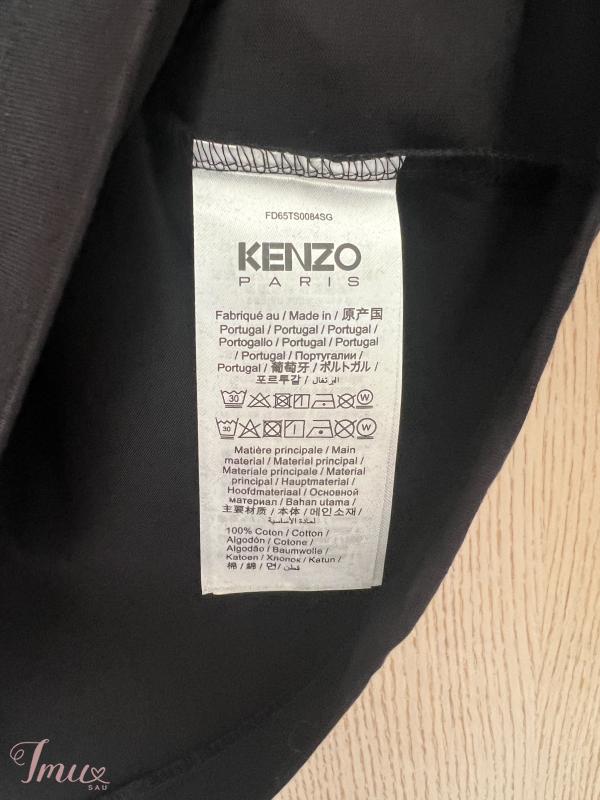 FD65TS0084SG
KENZO
PARIS
Fabriqué au / Made in / 原产国
Portugal / Portugal / Portugal /
Portogallo / Portugal / Portugal
/ Portugal / Португалии /
Portugal / 葡萄牙 / ポルトガル /
포르투갈 / البرتغال /
30 W
30 W
Matière principale / Main
material / Material principal /
Materiale principale / Material
principal / Hauptmaterial /
Hoofdmateriaal / Основной
материал / Bahan utama /
主要材质 / 本体 / 메인소재 /
لمادة الأساسية
100% Coton / Cotton /
Algodón / Cotone /
Algodão / Baumwolle /
Katoen / Хлопок / Katun /
棉 / 綿 / 면 / قطن
Imu
SAU